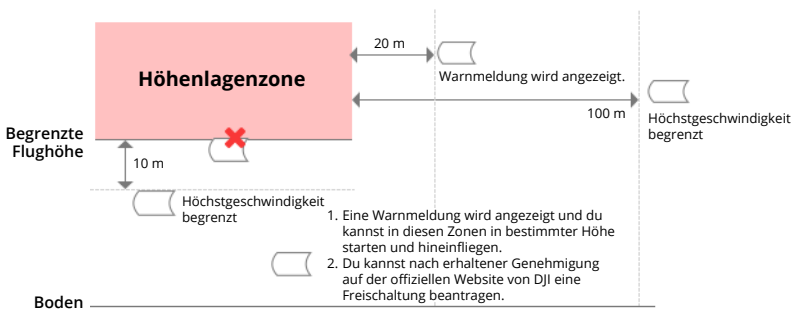 20 m
Höhenlagenzone
Warnmeldung wird angezeigt.
100 m
Höchstgeschwindigkeit
begrenzt
Begrenzte
Flughöhe
10 m
Höchstgeschwindigkeit
begrenzt
1. Eine Warnmeldung wird angezeigt und du
kannst in diesen Zonen in bestimmter Höhe
starten und hineinfliegen.
2. Du kannst nach erhaltener Genehmigung
auf der offiziellen Website von DJI eine
Freischaltung beantragen.
Boden